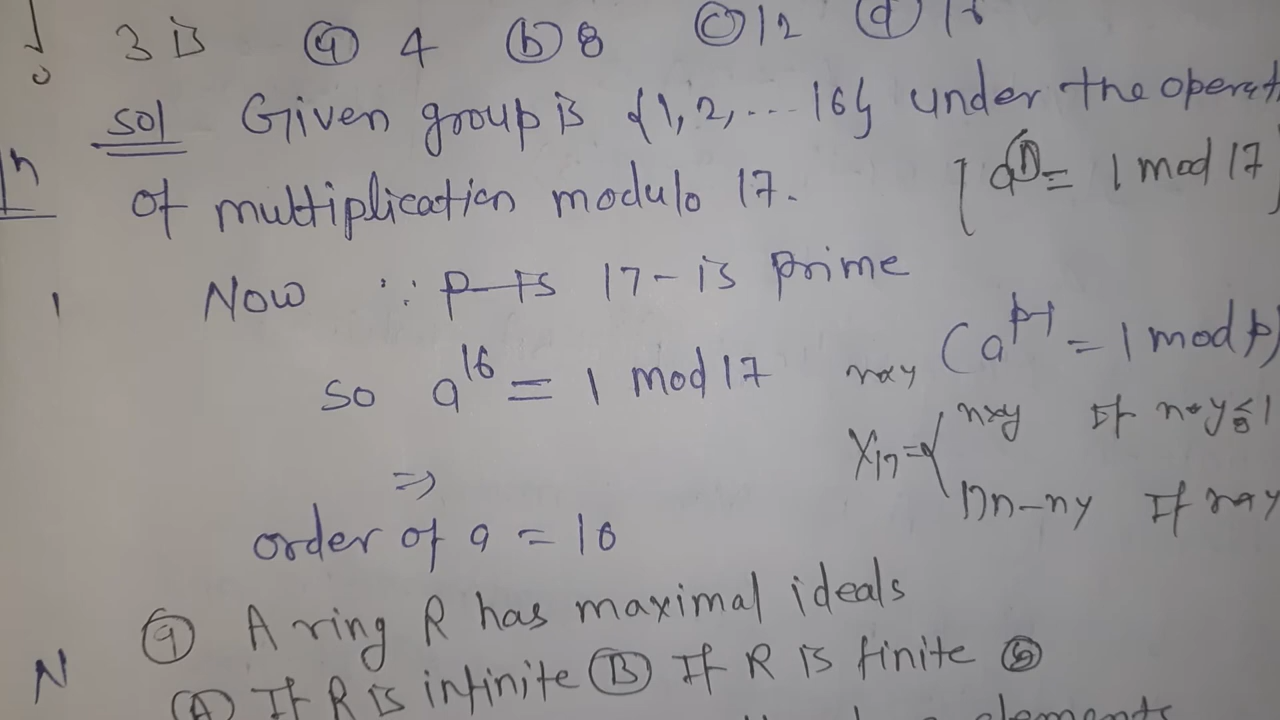 3 is (a) 4 (b) 8 (c) 12 (d) 16
Sol Given group is {1, 2, ... 16} under the operat
of multiplication modulo 17.
[ a^n = 1 mod 17
Now ∵ 17 - is prime
(a^{p-1} = 1 mod p)
so a^16 = 1 mod 17
⇒
order of a = 16
(9) A ring R has maximal ideals
(A) If R is infinite (B) If R is finite
elements